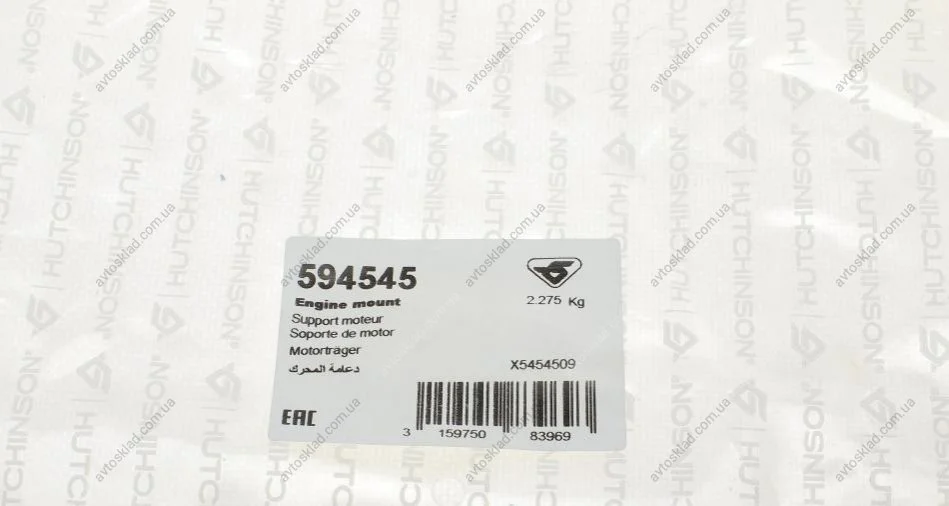 594545
Engine mount
Support moteur
Soporte de motor
Motorträger
دعامة المحرك
2.275 Kg
X5454509
EAC
3 159750 83969
HUTCHINSON
avtosklad.com.ua